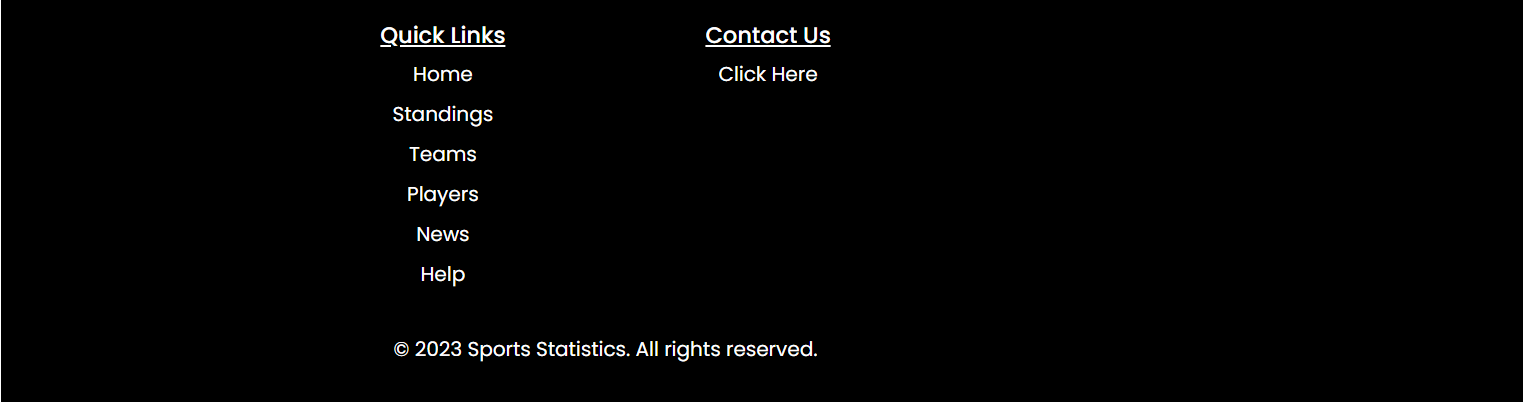 Quick Links
Home
Standings
Teams
Players
News
Help
Contact Us
Click Here
© 2023 Sports Statistics. All rights reserved.